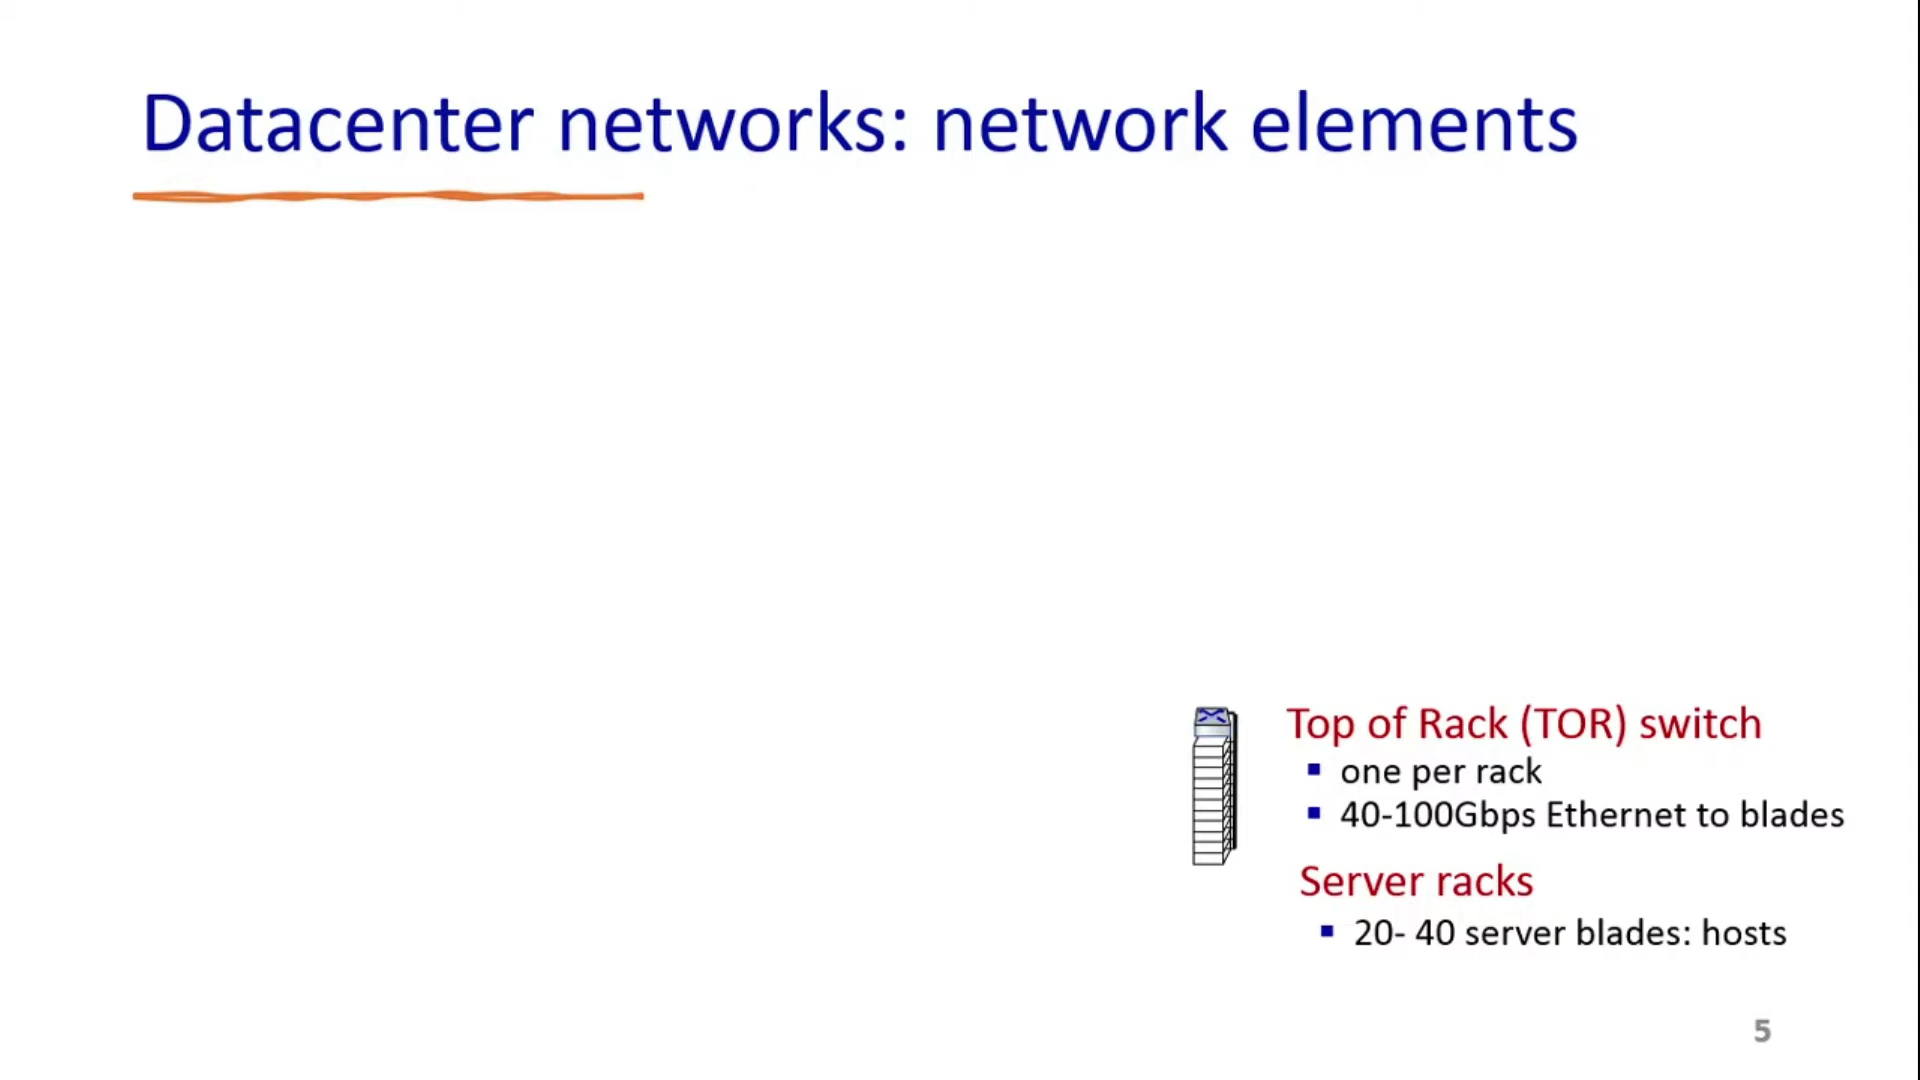 Datacenter networks: network elements
Top of Rack (TOR) switch
▪ one per rack
▪ 40-100Gbps Ethernet to blades
Server racks
▪ 20- 40 server blades: hosts
5